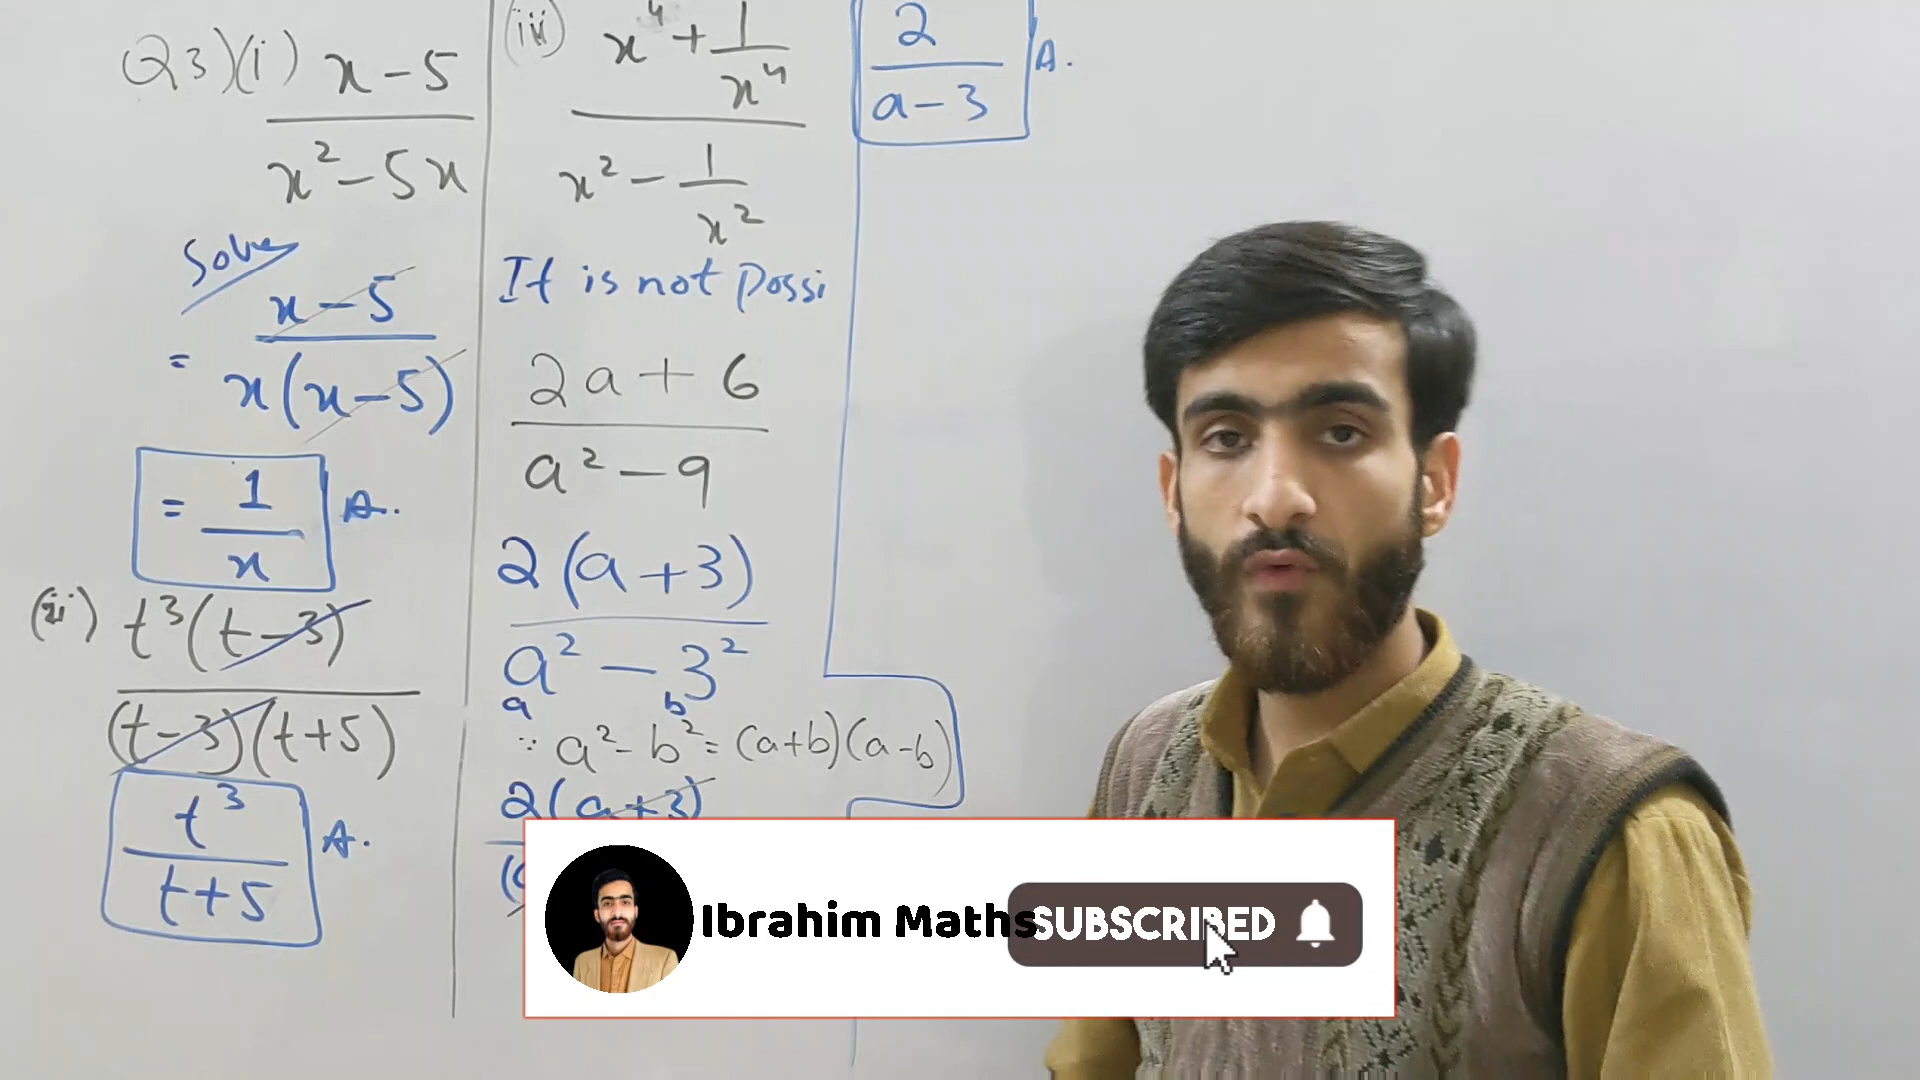 Q3)(i) x-5
x²-5x
Solve
x-5
= x(x-5)
= 1
x A.
(ii) t³(t-3)
(t-3)(t+5)
t³
t+5 A.
(iii) x⁴+1
x⁴
x²-1
x²
It is not possi
2a+6
a²-9
2(a+3)
a²-3²
a b
∵ a²-b²=(a+b)(a-b)
2(a+3)
2
a-3 A.
Ibrahim Maths SUBSCRIBED